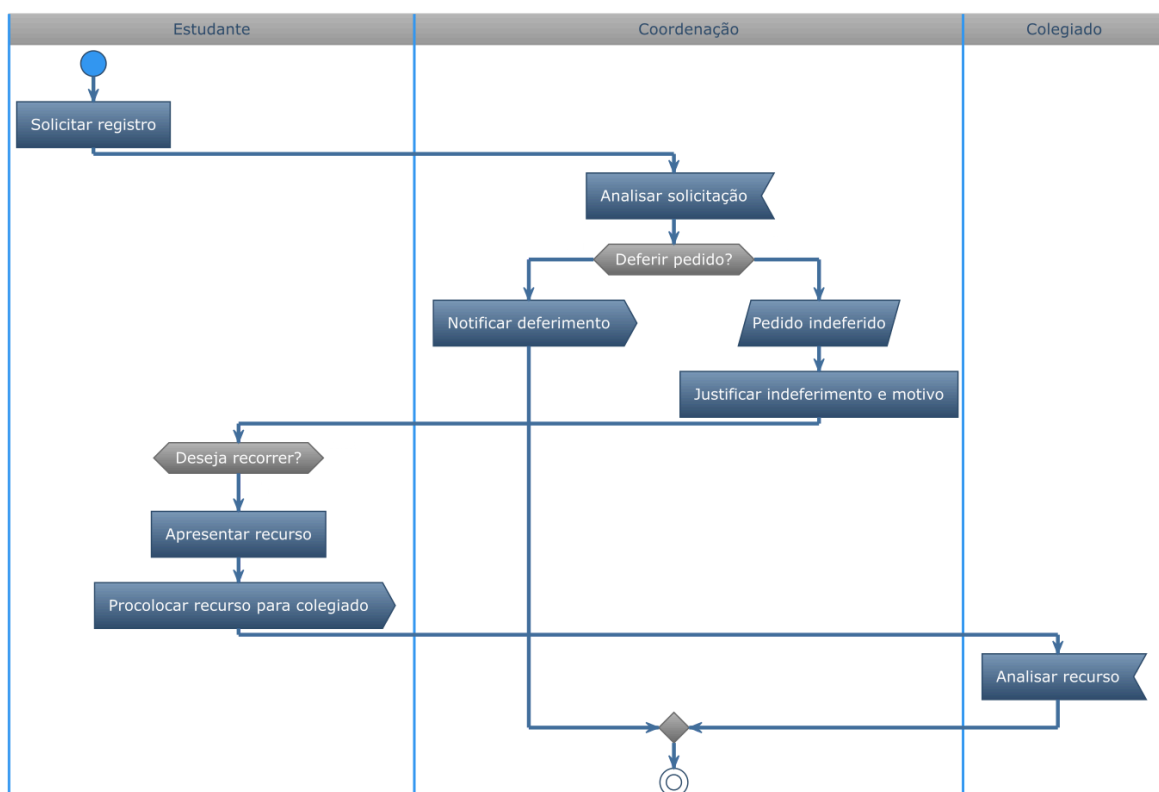 Estudante
Coordenação
Colegiado
Solicitar registro
Analisar solicitação
Deferir pedido?
Notificar deferimento
Pedido indeferido
Justificar indeferimento e motivo
Deseja recorrer?
Apresentar recurso
Procolocar recurso para colegiado
Analisar recurso